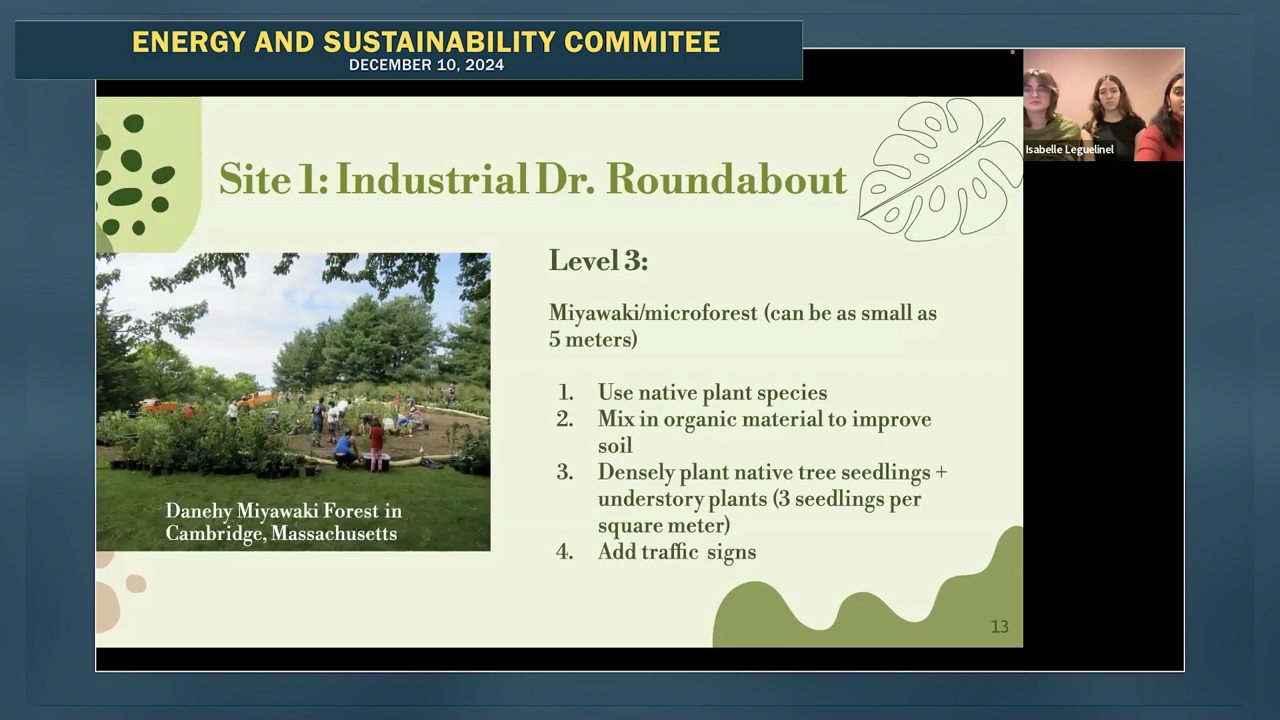 ENERGY AND SUSTAINABILITY COMMITEE
DECEMBER 10, 2024
Isabelle Leguelinel
Site 1: Industrial Dr. Roundabout
Level 3:
Miyawaki/microforest (can be as small as
5 meters)
1. Use native plant species
2. Mix in organic material to improve
soil
3. Densely plant native tree seedlings +
understory plants (3 seedlings per
square meter)
4. Add traffic signs
Danehy Miyawaki Forest in
Cambridge, Massachusetts
13